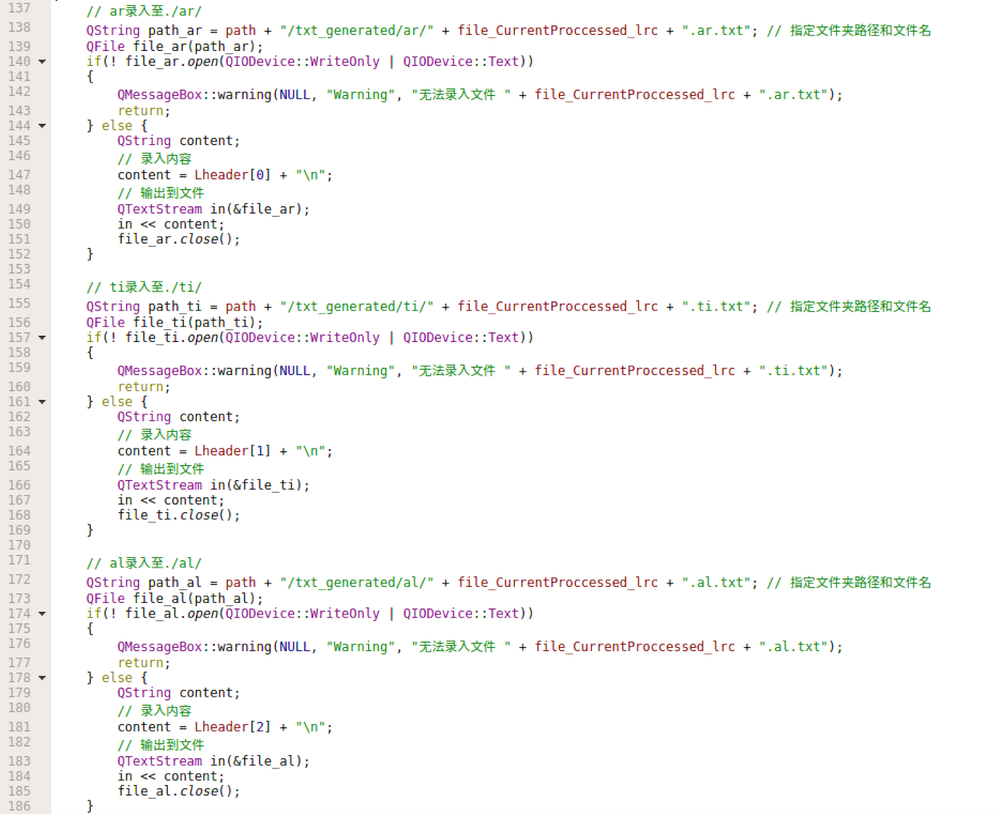 137 // ar录入至./ar/
138 QString path_ar = path + "/txt_generated/ar/" + file_CurrentProccessed_lrc + ".ar.txt"; // 指定文件夹路径和文件名
139 QFile file_ar(path_ar);
140 if(! file_ar.open(QIODevice::WriteOnly | QIODevice::Text))
141 {
142 QMessageBox::warning(NULL, "Warning", "无法录入文件 " + file_CurrentProccessed_lrc + ".ar.txt");
143 return;
144 } else {
145 QString content;
146 // 录入内容
147 content = Lheader[0] + "\n";
148 // 输出到文件
149 QTextStream in(&file_ar);
150 in << content;
151 file_ar.close();
152 }
153
154 // ti录入至./ti/
155 QString path_ti = path + "/txt_generated/ti/" + file_CurrentProccessed_lrc + ".ti.txt"; // 指定文件夹路径和文件名
156 QFile file_ti(path_ti);
157 if(! file_ti.open(QIODevice::WriteOnly | QIODevice::Text))
158 {
159 QMessageBox::warning(NULL, "Warning", "无法录入文件 " + file_CurrentProccessed_lrc + ".ti.txt");
160 return;
161 } else {
162 QString content;
163 // 录入内容
164 content = Lheader[1] + "\n";
165 // 输出到文件
166 QTextStream in(&file_ti);
167 in << content;
168 file_ti.close();
169 }
170
171 // al录入至./al/
172 QString path_al = path + "/txt_generated/al/" + file_CurrentProccessed_lrc + ".al.txt"; // 指定文件夹路径和文件名
173 QFile file_al(path_al);
174 if(! file_al.open(QIODevice::WriteOnly | QIODevice::Text))
175 {
176 QMessageBox::warning(NULL, "Warning", "无法录入文件 " + file_CurrentProccessed_lrc + ".al.txt");
177 return;
178 } else {
179 QString content;
180 // 录入内容
181 content = Lheader[2] + "\n";
182 // 输出到文件
183 QTextStream in(&file_al);
184 in << content;
185 file_al.close();
186 }